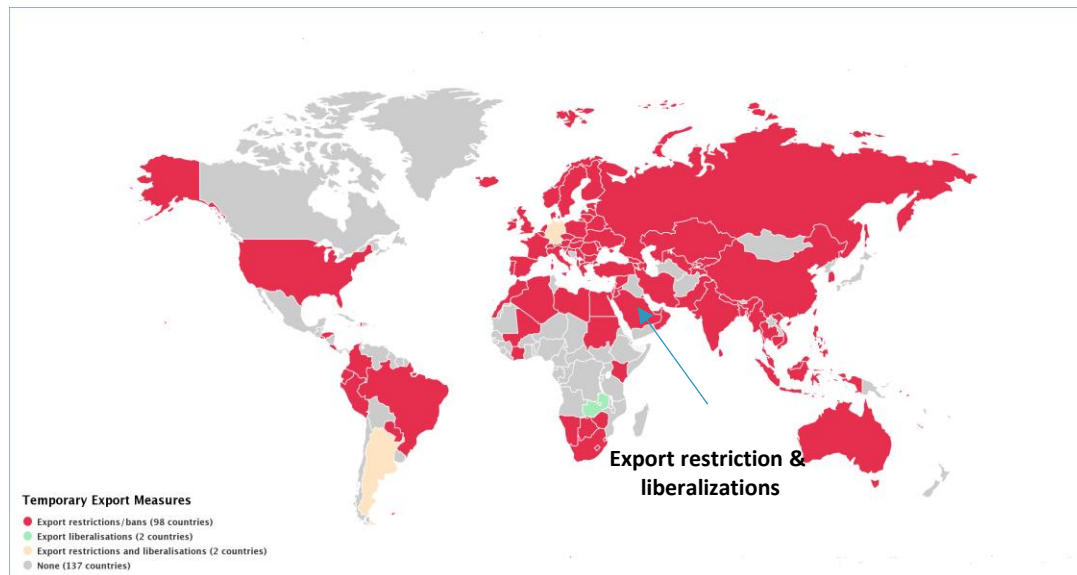 Export restriction &
liberalizations
Temporary Export Measures
Export restrictions/bans (98 countries)
Export liberalisations (2 countries)
Export restrictions and liberalisations (2 countries)
None (137 countries)